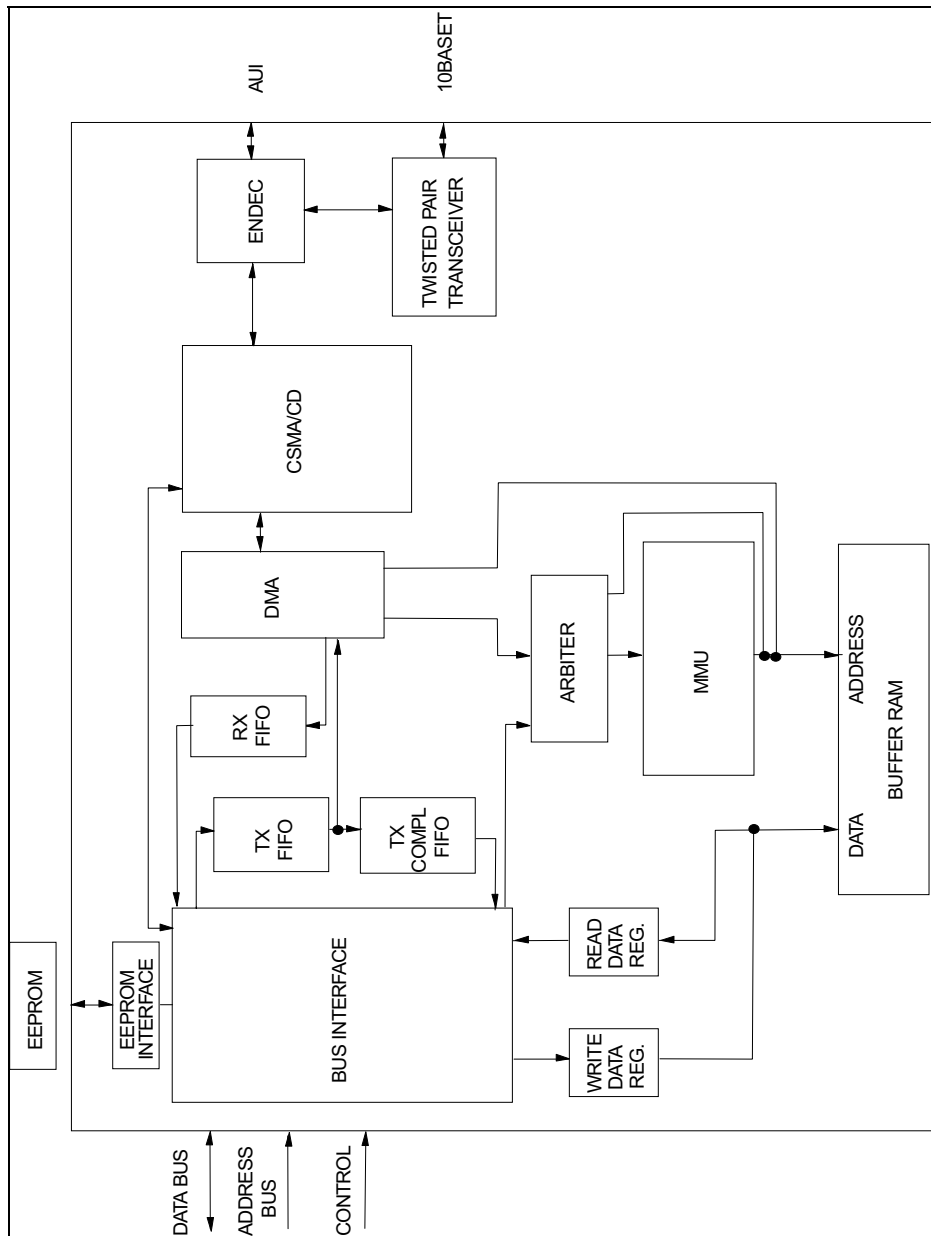 AUI
10BASET
ENDEC
TWISTED PAIR
TRANSCEIVER
CSMA/CD
DMA
ARBITER
MMU
RX
FIFO
TX
FIFO
TX
COMPL
FIFO
ADDRESS
DATA
BUFFER RAM
EEPROM
EEPROM
INTERFACE
BUS INTERFACE
READ
DATA
REG.
WRITE
DATA
REG.
DATA BUS
ADDRESS
BUS
CONTROL